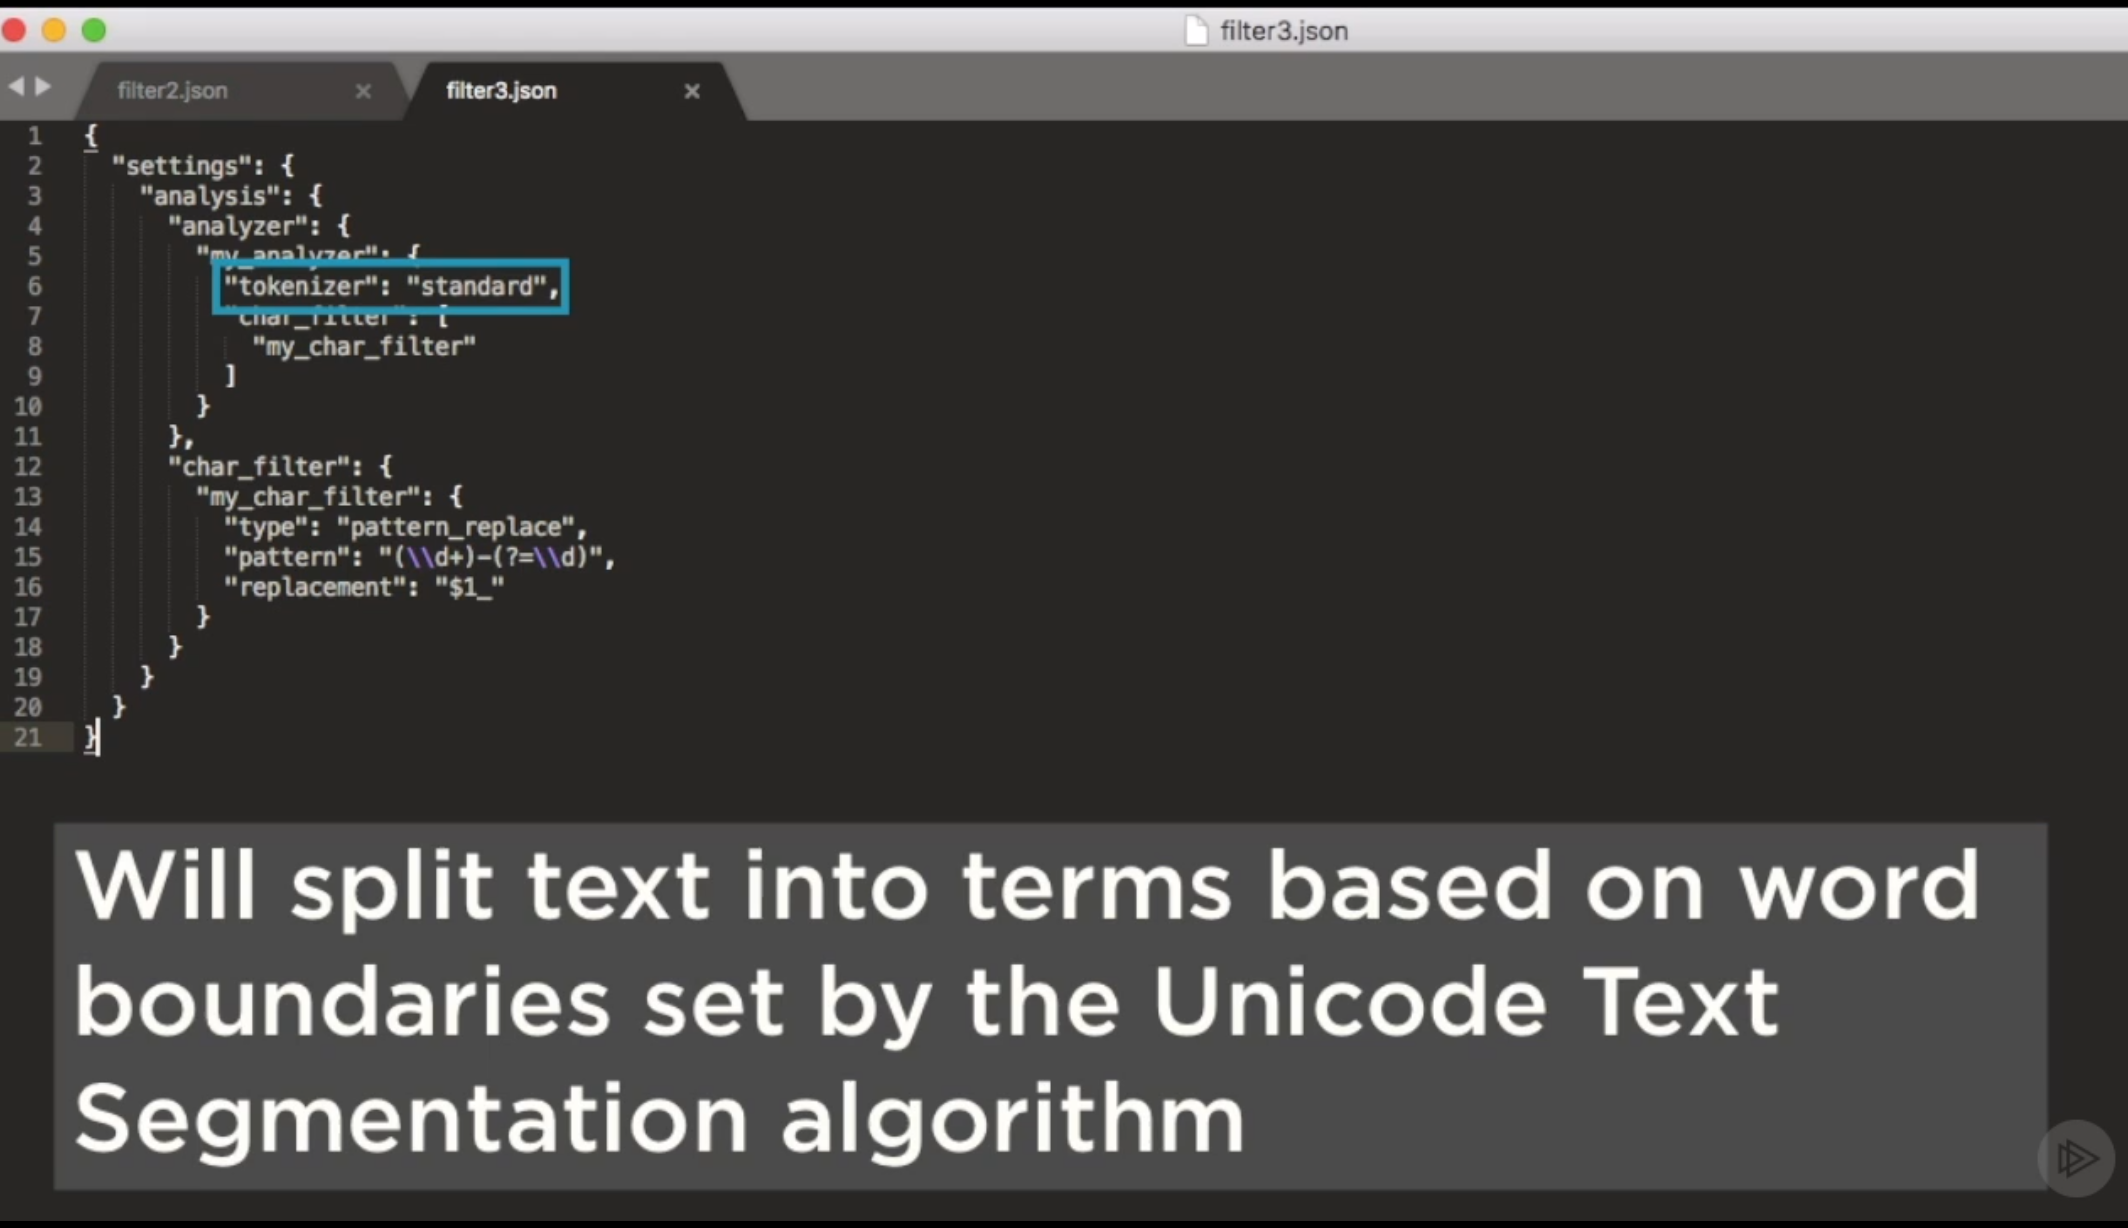 filter3.json
filter2.json
filter3.json
1 {
2 "settings": {
3 "analysis": {
4 "analyzer": {
5 "my_analyzer": {
6 "tokenizer": "standard",
7 "char_filter": [
8 "my_char_filter"
9 ]
10 }
11 },
12 "char_filter": {
13 "my_char_filter": {
14 "type": "pattern_replace",
15 "pattern": "(\\d+)-(?=\\d)",
16 "replacement": "$1_"
17 }
18 }
19 }
20 }
21 }
Will split text into terms based on word
boundaries set by the Unicode Text
Segmentation algorithm